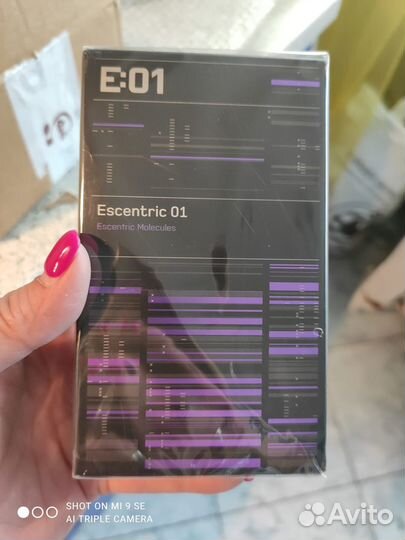 E:01
Escentric 01
Escentric Molecules
SHOT ON MI 9 SE
AI TRIPLE CAMERA
Avito